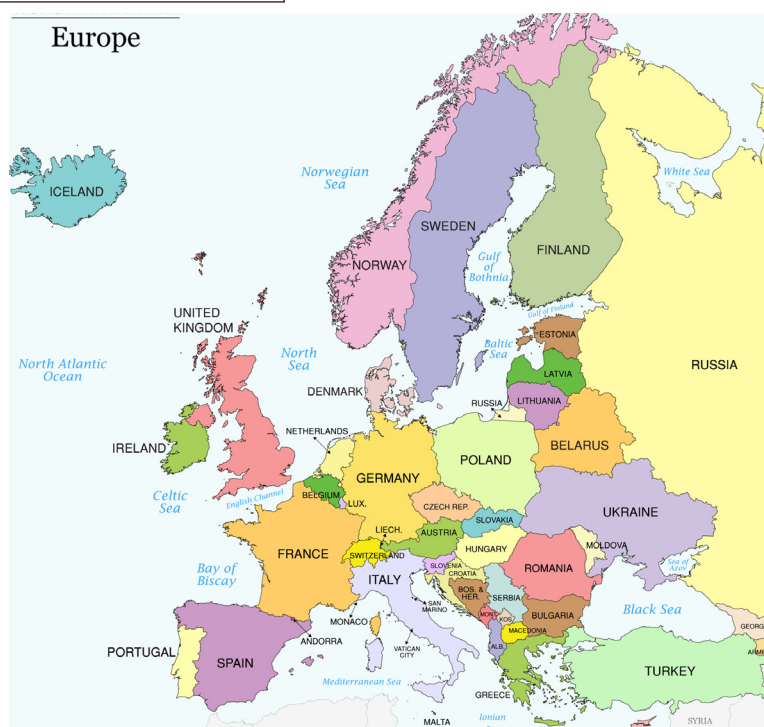 Europe
ICELAND
Norwegian
Sea
White Sea
SWEDEN
FINLAND
NORWAY
Gulf
of
Bothnia
UNITED
KINGDOM
Gulf of Finland
ESTONIA
North Atlantic
Ocean
North
Sea
Baltic
Sea
RUSSIA
LATVIA
DENMARK
LITHUANIA
RUSSIA
NETHERLANDS
IRELAND
BELARUS
POLAND
GERMANY
Celtic
Sea
English Channel
BELGIUM
LUX.
CZECH REP.
UKRAINE
SLOVAKIA
LIECH.
AUSTRIA
FRANCE
SWITZERLAND
HUNGARY
MOLDOVA
Bay of
Biscay
SLOVENIA
CROATIA
ROMANIA
Sea of
Azov
ITALY
BOS. &
HER.
SERBIA
SAN
MARINO
MONACO
MONT.
KOS.
BULGARIA
Black Sea
GEORG
ANDORRA
MACEDONIA
PORTUGAL
SPAIN
VATICAN
CITY
ALB.
ARME
TURKEY
Mediterranean Sea
GREECE
MALTA
Ionian
SYRIA